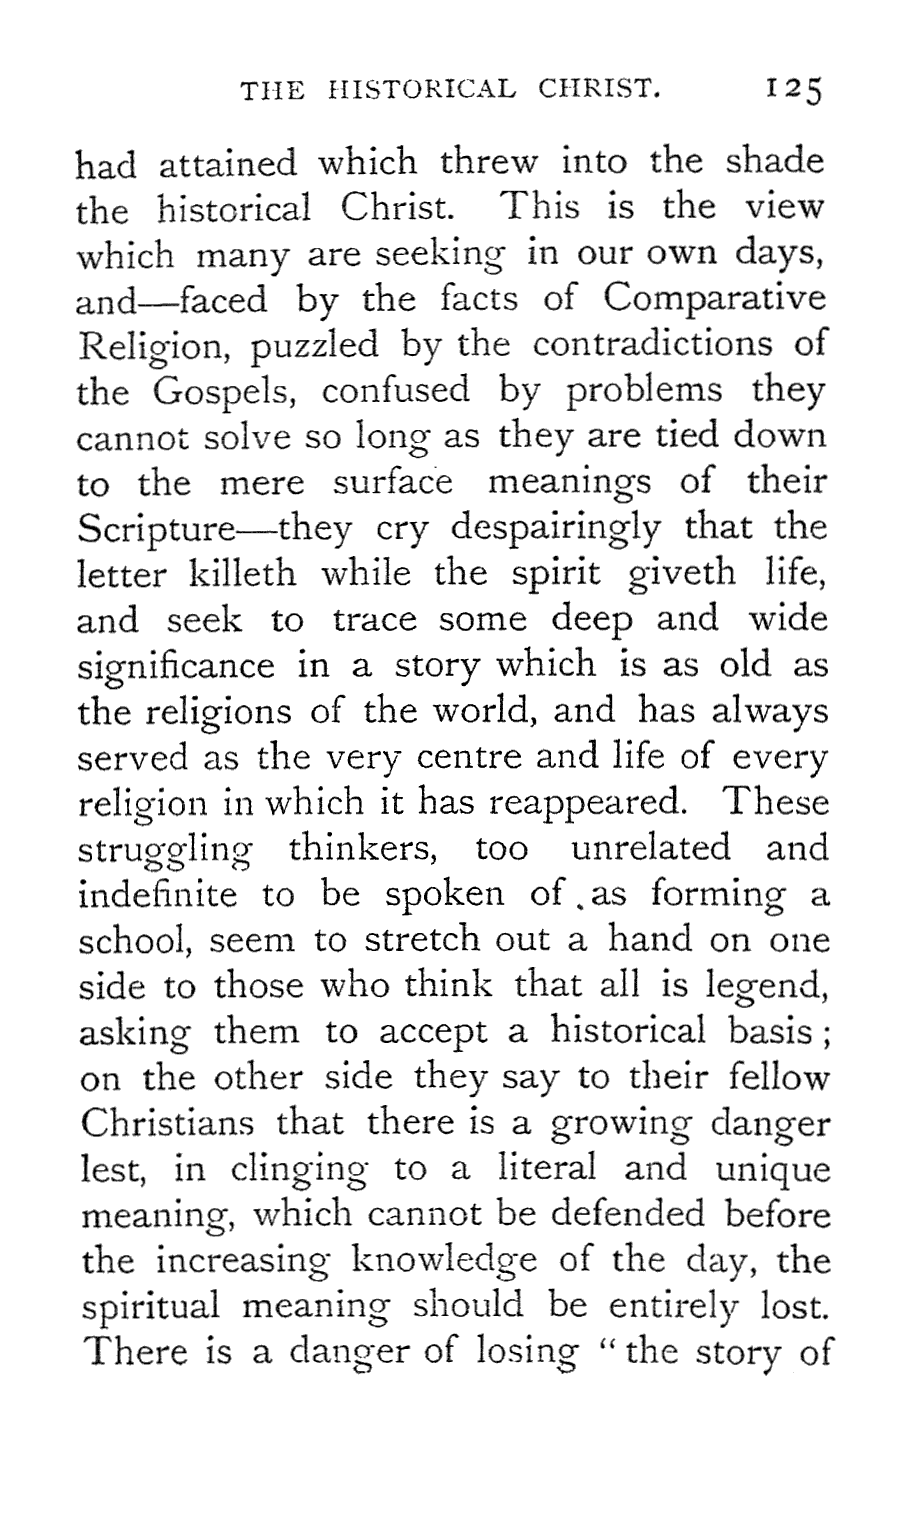 THE HISTORICAL CHRIST. 125
had attained which threw into the shade
the historical Christ. This is the view
which many are seeking in our own days,
and—faced by the facts of Comparative
Religion, puzzled by the contradictions of
the Gospels, confused by problems they
cannot solve so long as they are tied down
to the mere surface meanings of their
Scripture—they cry despairingly that the
letter killeth while the spirit giveth life,
and seek to trace some deep and wide
significance in a story which is as old as
the religions of the world, and has always
served as the very centre and life of every
religion in which it has reappeared. These
struggling thinkers, too unrelated and
indefinite to be spoken of as forming a
school, seem to stretch out a hand on one
side to those who think that all is legend,
asking them to accept a historical basis ;
on the other side they say to their fellow
Christians that there is a growing danger
lest, in clinging to a literal and unique
meaning, which cannot be defended before
the increasing knowledge of the day, the
spiritual meaning should be entirely lost.
There is a danger of losing “ the story of